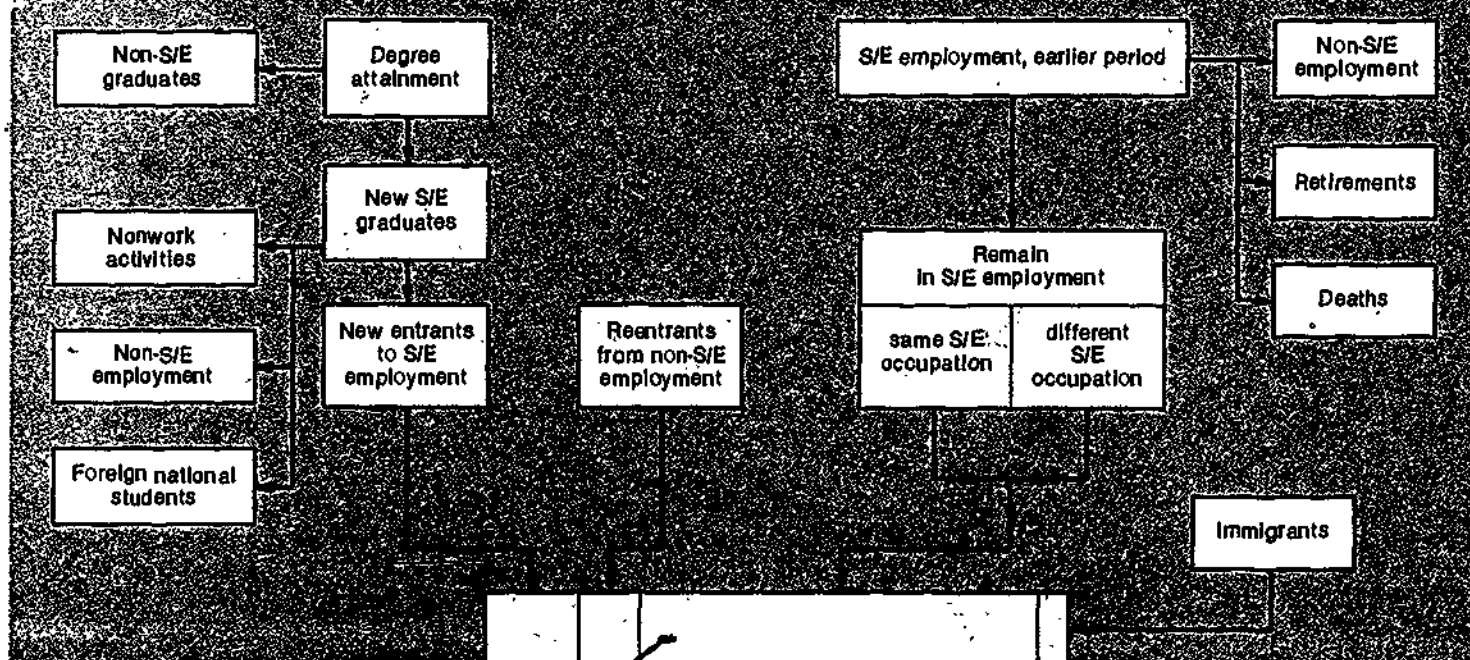 Non-S/E
graduates
Degree
attainment
S/E employment, earlier period
Non-S/E
employment
New S/E
graduates
Retirements
Nonwork
activities
Remain
in S/E employment
Deaths
Non-S/E
employment
New entrants
to S/E
employment
Reentrants
from non-S/E
employment
same S/E
occupation
different
S/E
occupation
Foreign national
students
Immigrants